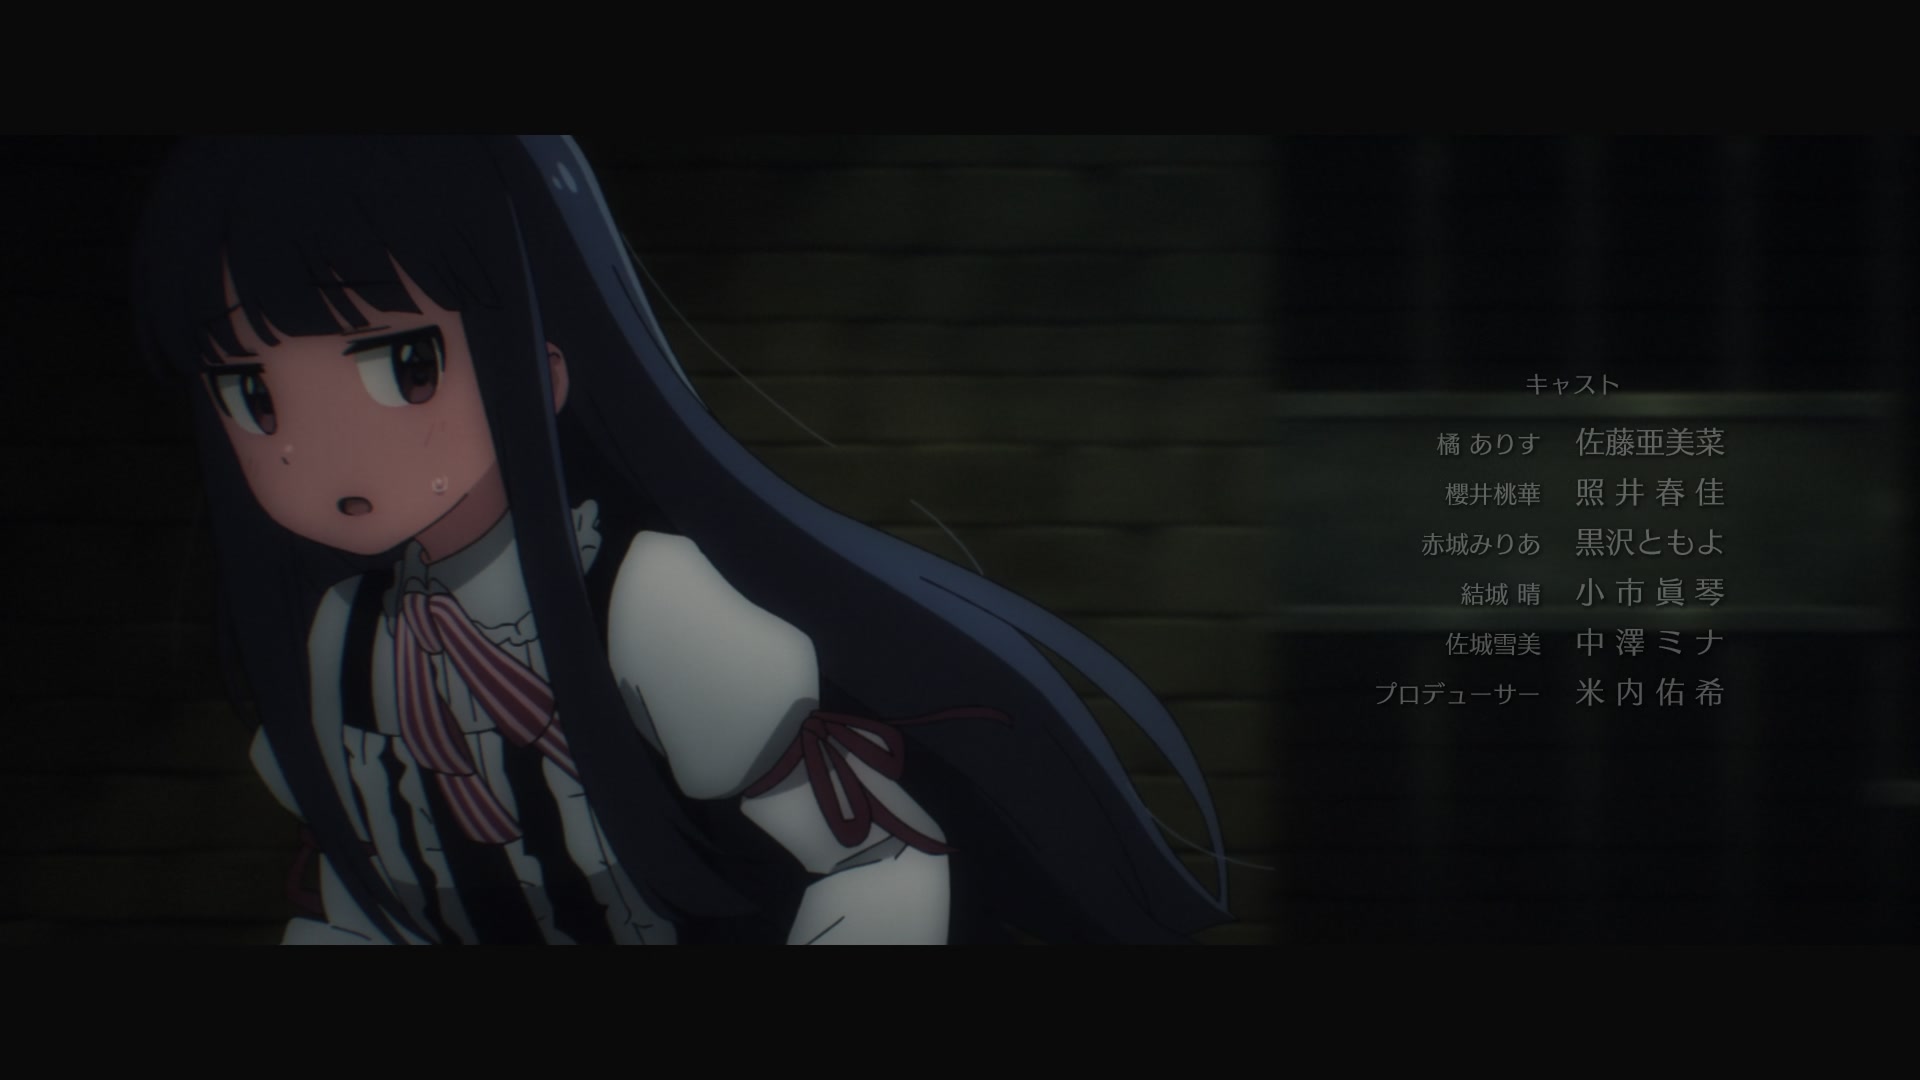 キャスト
橘 ありす 佐藤亜美菜
櫻井桃華 照井春佳
赤城みりあ 黒沢ともよ
結城 晴 小市眞琴
佐城雪美 中澤ミナ
プロデューサー 米内佑希